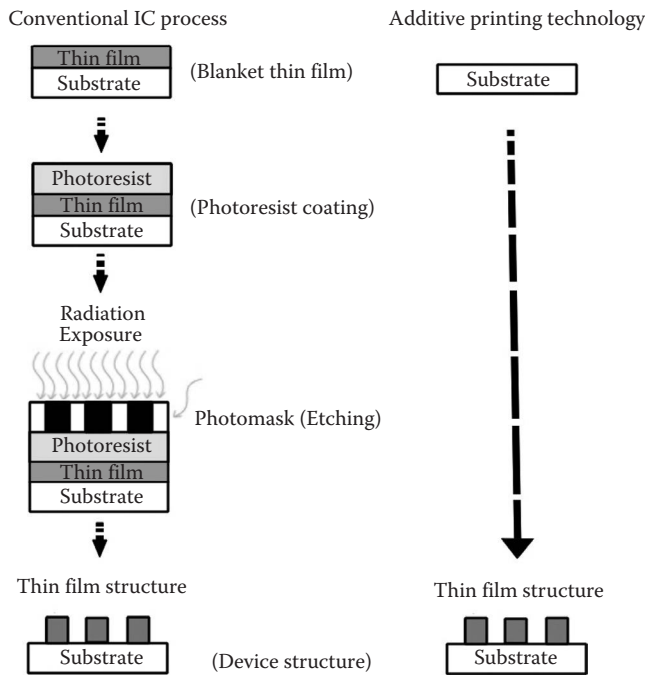 Conventional IC process
Additive printing technology
Thin film
Substrate
(Blanket thin film)
Substrate
Photoresist
Thin film
Substrate
(Photoresist coating)
Radiation
Exposure
Photomask (Etching)
Photoresist
Thin film
Substrate
Thin film structure
Thin film structure
Substrate
(Device structure)
Substrate